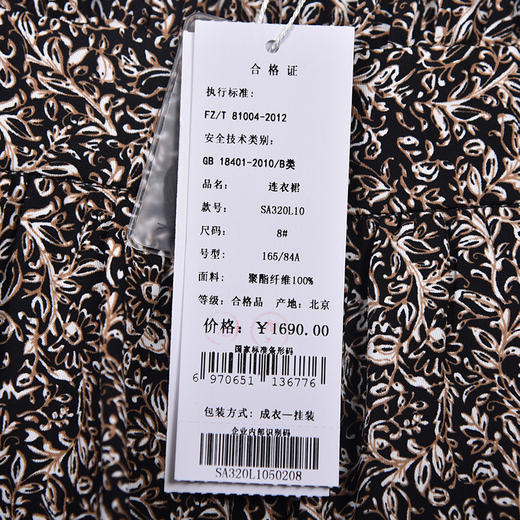 合格证
执行标准:
FZ/T 81004-2012
安全技术类别:
GB 18401-2010/B类
品名: 连衣裙
款号: SA320L10
尺码: 8#
号型: 165/84A
面料: 聚酯纤维100%
等级: 合格品 产地: 北京
价格: ¥1690.00
国家标准条形码
6 970651 136776
包装方式: 成衣—挂装
企业内部识别码
SA320L1050208